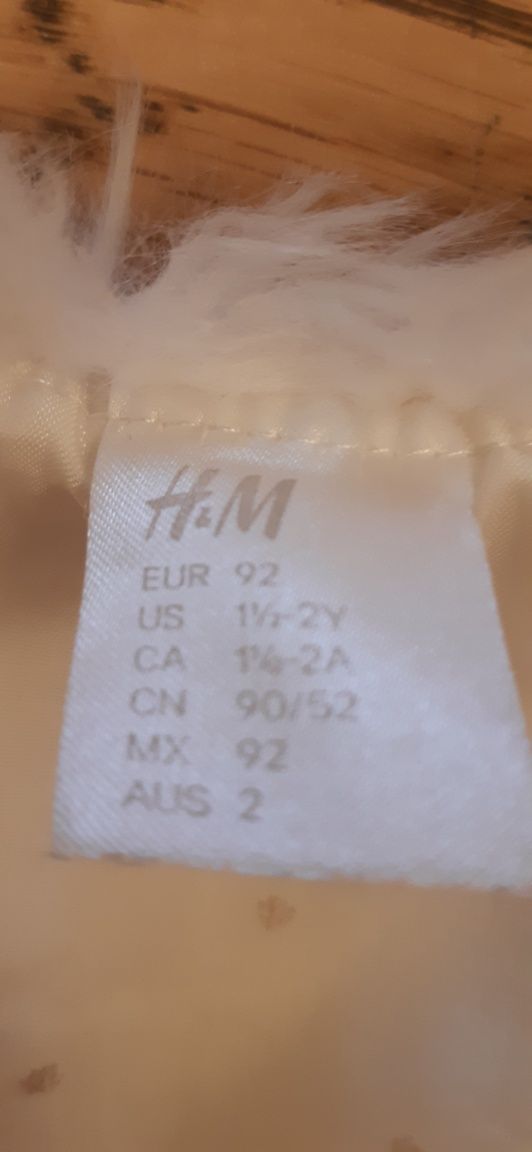 H&M
EUR 92
US 1½-2Y
CA 1½-2A
CN 90/52
MX 92
AUS 2